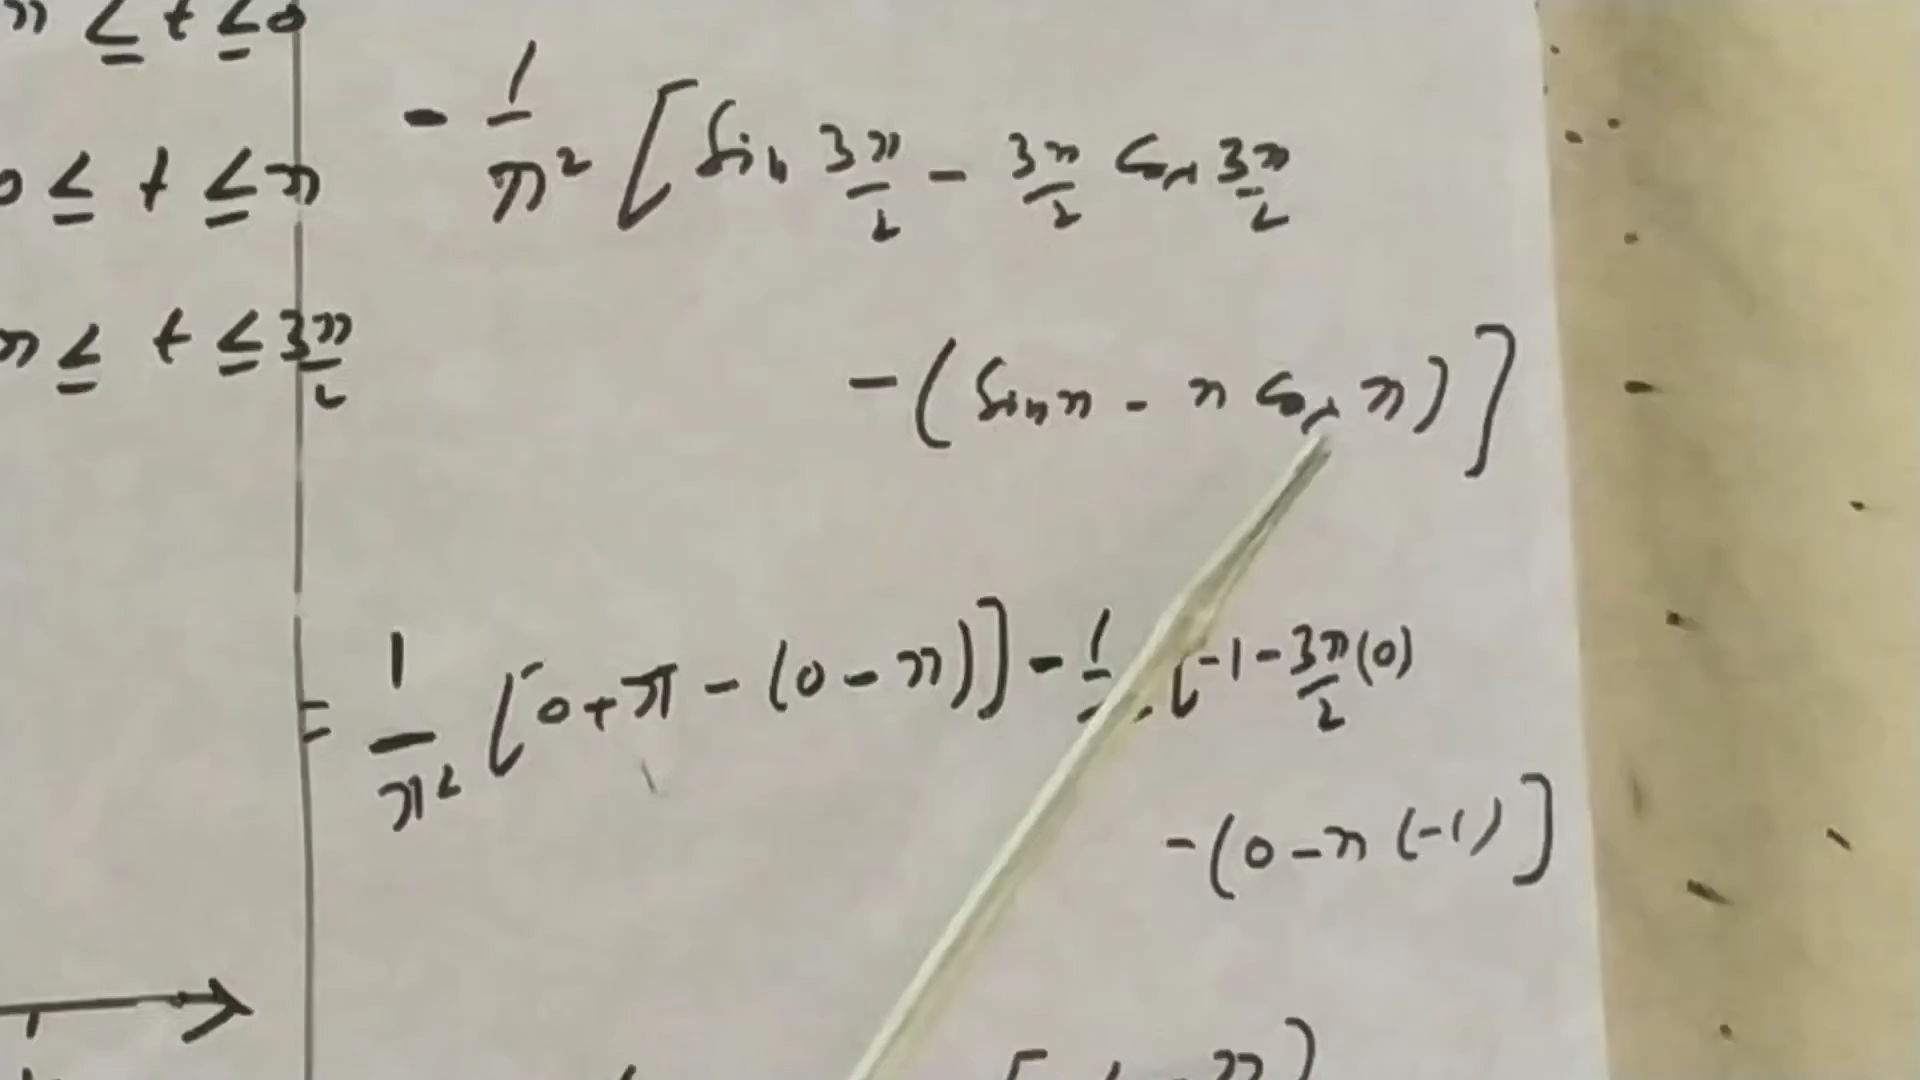 π ≤ t ≤ 0
0 ≤ t ≤ π
π ≤ t ≤ 3π/2
- 1/π² [ Sin 3π/2 - 3π/2 Cos 3π/2
- (Sin π - π Cos π) ]
= 1/π² [0 + π - (0 - π)] - 1/ [-1 - 3π/2 (0)
- (0 - π (-1) ]